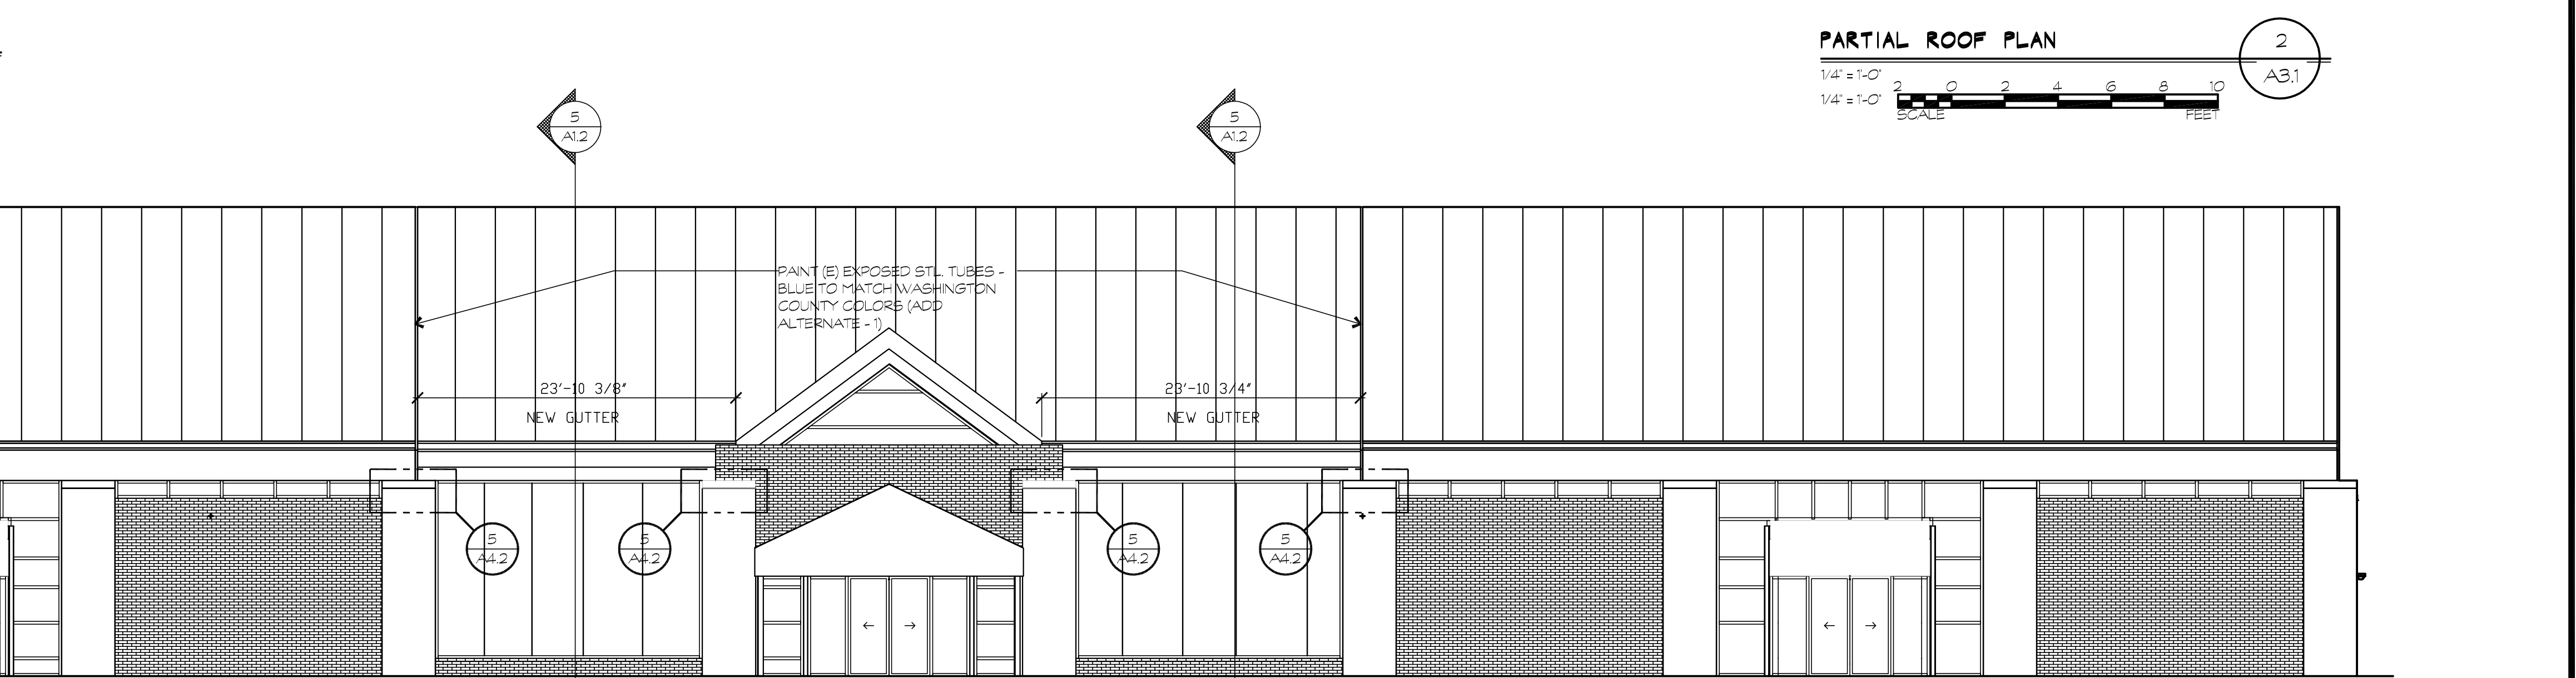 PARTIAL ROOF PLAN
2
A3.1
1/4" = 1'-0"
1/4" = 1'-0"
2 0 2 4 6 8 10
SCALE FEET
5
A1.2
5
A1.2
PAINT (E) EXPOSED STL. TUBES -
BLUE TO MATCH WASHINGTON
COUNTY COLORS (ADD
ALTERNATE - 1)
23'-10 3/8"
NEW GUTTER
23'-10 3/4"
NEW GUTTER
5
A4.2
5
A4.2
5
A4.2
5
A4.2